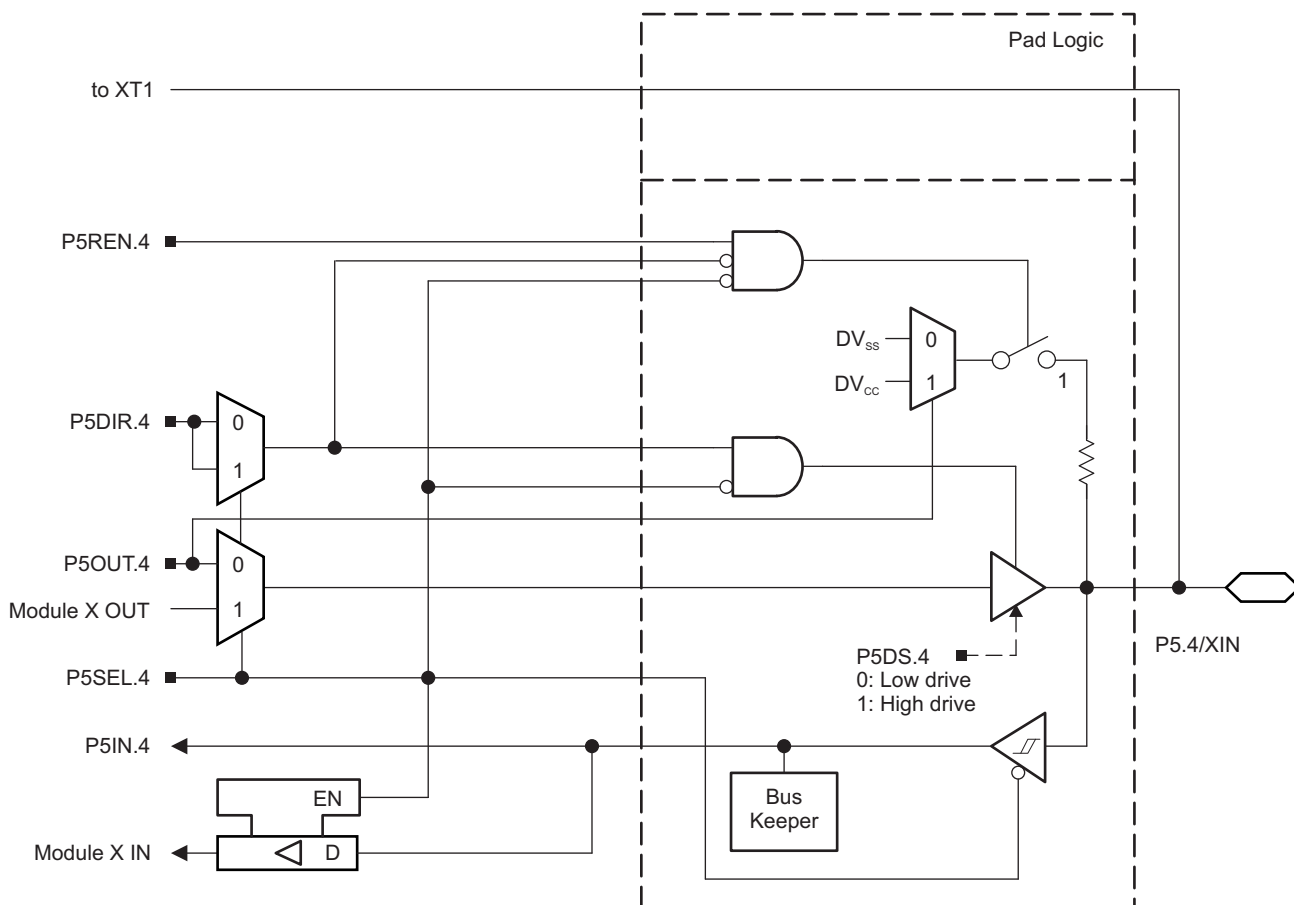 Pad Logic
to XT1
P5REN.4
DVSS
0
DVCC
1
1
P5DIR.4
0
1
P5OUT.4
0
Module X OUT
1
P5SEL.4
P5DS.4
0: Low drive
1: High drive
P5.4/XIN
P5IN.4
EN
Bus
Keeper
Module X IN
D